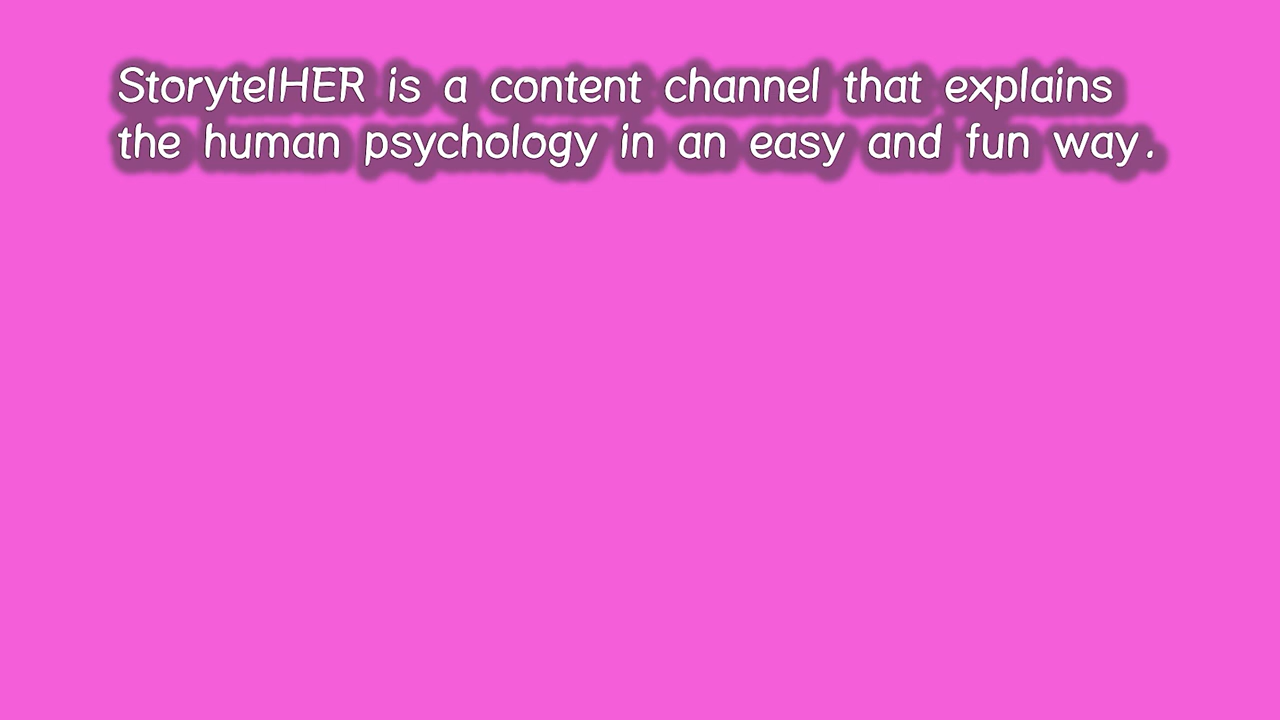 StorytelHER is a content channel that explains
the human psychology in an easy and fun way.